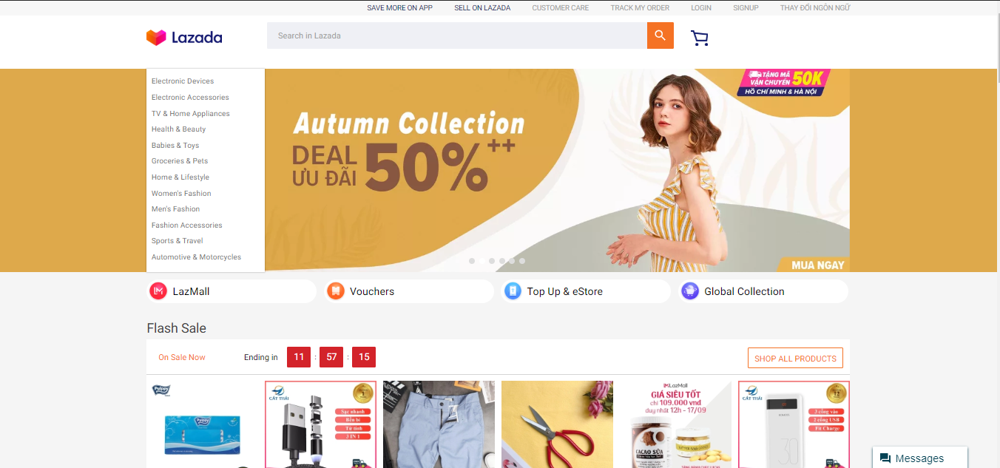 SAVE MORE ON APP SELL ON LAZADA CUSTOMER CARE TRACK MY ORDER LOGIN SIGNUP THAY ĐỔI NGÔN NGỮ
Lazada
Search in Lazada
Electronic Devices
Electronic Accessories
TV & Home Appliances
Health & Beauty
Babies & Toys
Groceries & Pets
Home & Lifestyle
Women's Fashion
Men's Fashion
Fashion Accessories
Sports & Travel
Automotive & Motorcycles
Autumn Collection
DEAL
ƯU ĐÃI
50%++
TẶNG MÃ
VẬN CHUYỂN 50K
HỒ CHÍ MINH & HÀ NỘI
MUA NGAY
LazMall
Vouchers
Top Up & eStore
Global Collection
Flash Sale
On Sale Now
Ending in 11 : 57 : 15
SHOP ALL PRODUCTS
Pulppy
Pulppy
CÁT THÁI
Sạc nhanh
Bền bỉ
Từ tính
3 IN 1
LazMall
GIÁ SIÊU TỐT
chỉ 109.000 vnđ
duy nhất 12h - 17/09
CACAO SỮA
CÁT THÁI
12
3 cổng vào
2 cổng USB
Fit Charge
30
Messages